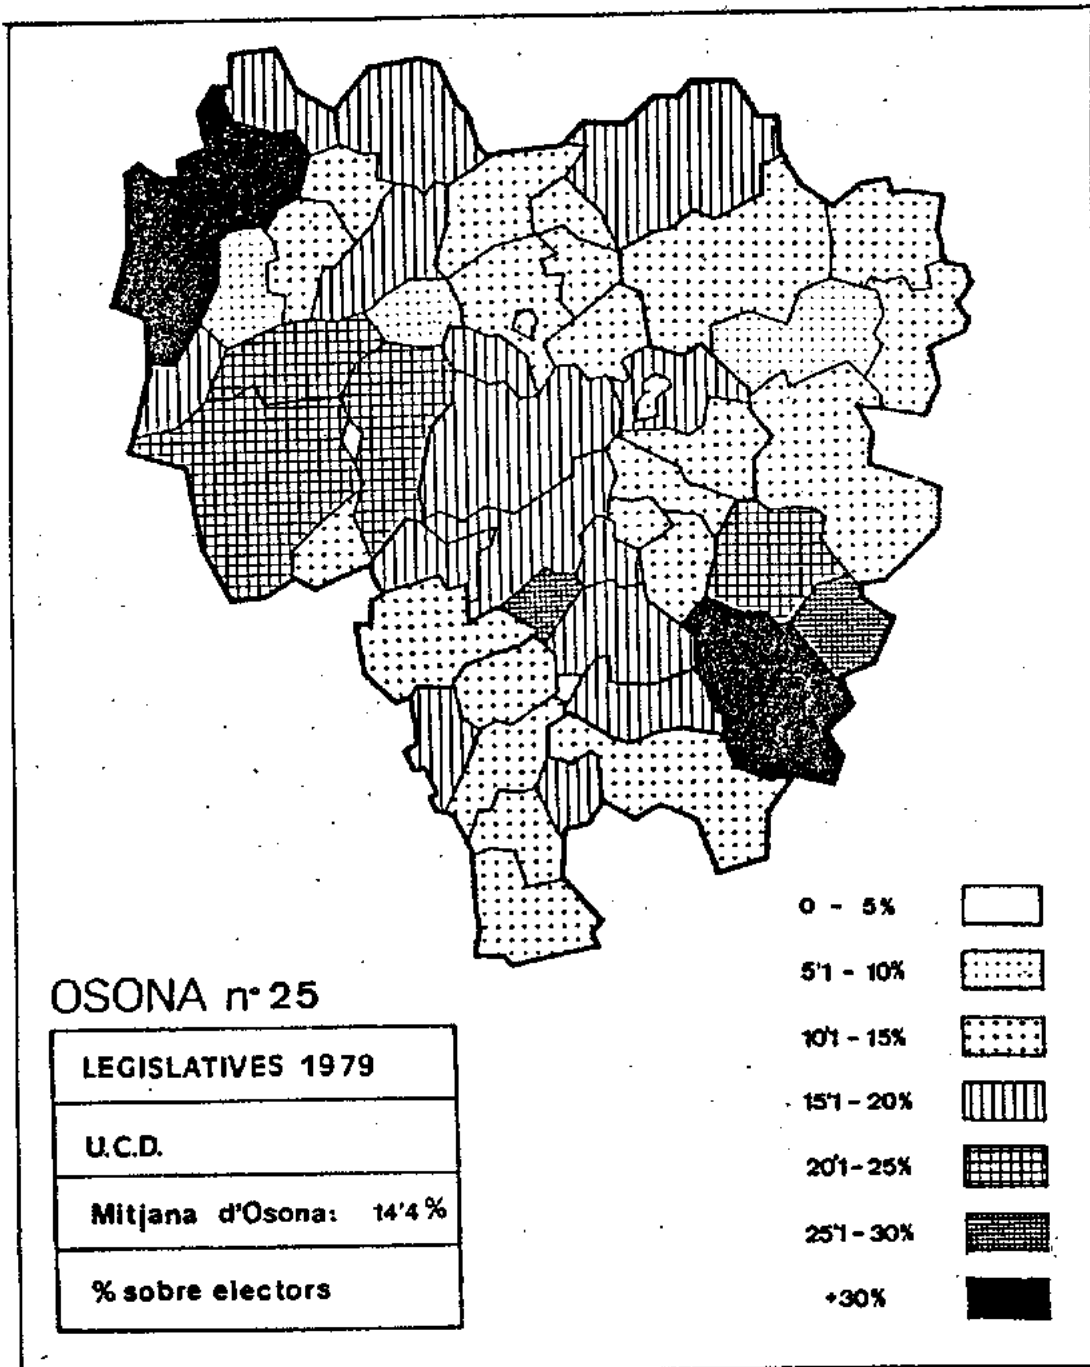 0 - 5%
5'1 - 10%
10'1 - 15%
15'1 - 20%
20'1 - 25%
25'1 - 30%
+30%
OSONA nº 25
LEGISLATIVES 1979
U.C.D.
Mitjana d'Osona: 14'4%
% sobre electors